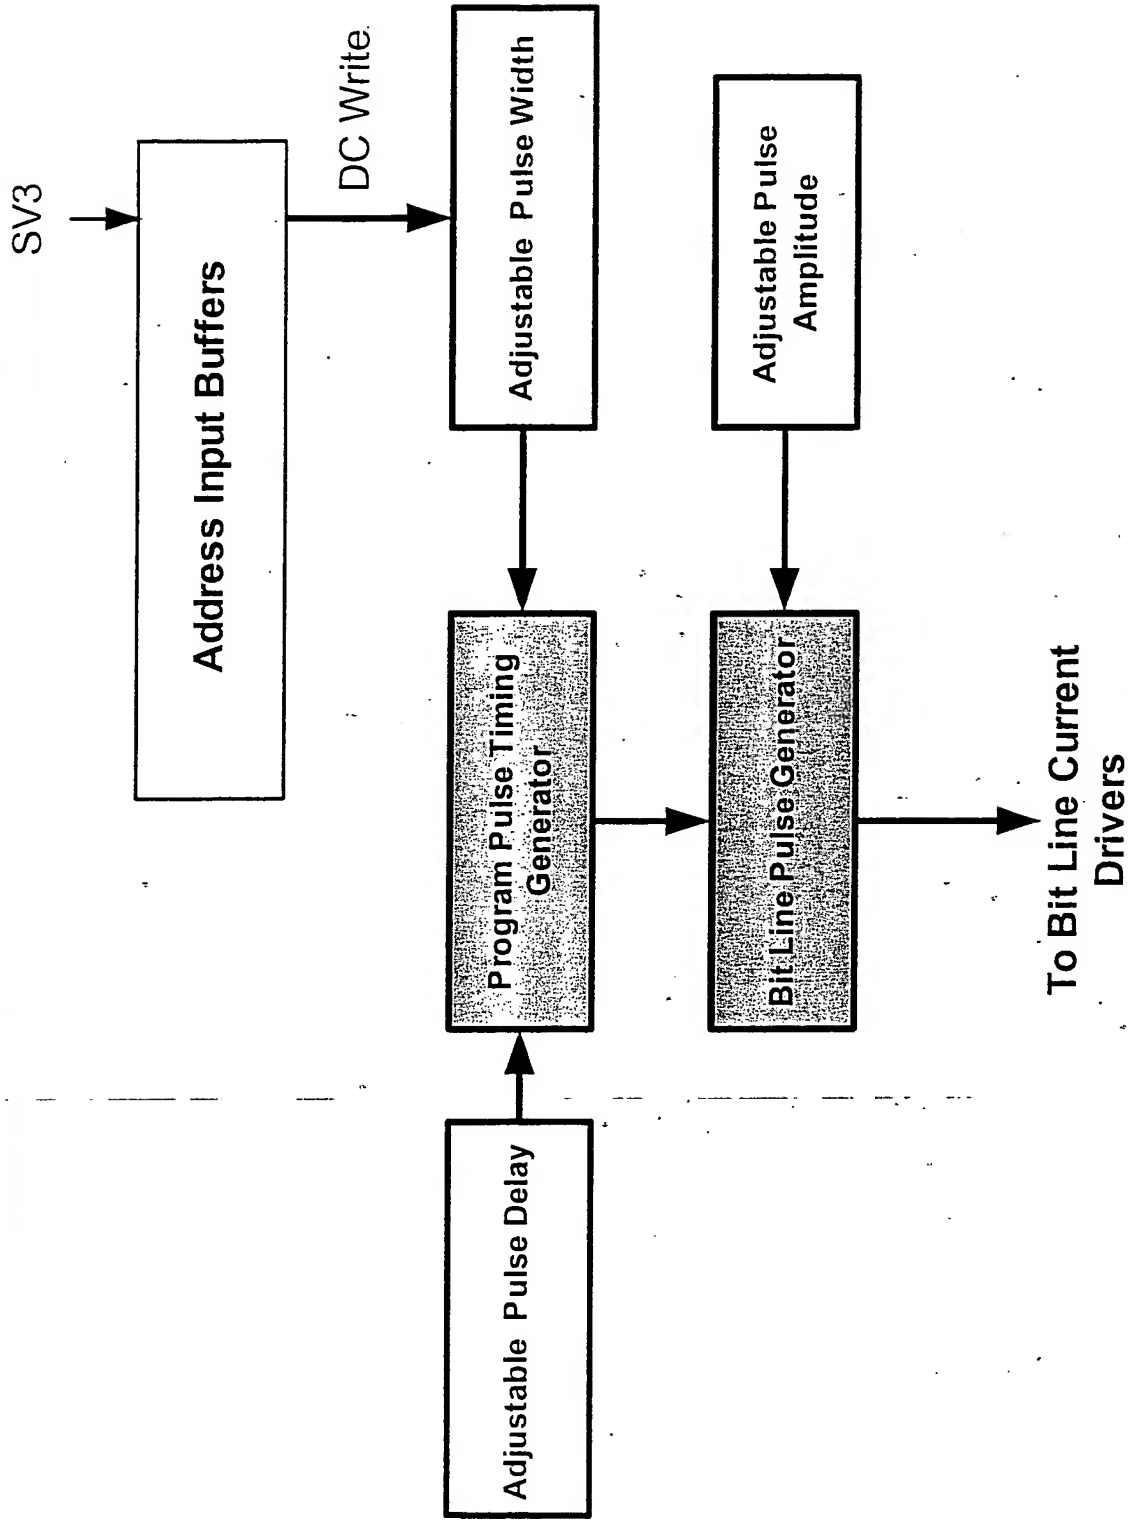 SV3
Address Input Buffers
DC Write
Adjustable Pulse Width
Program Pulse Timing
Generator
Adjustable Pulse Delay
Adjustable Pulse
Amplitude
Bit Line Pulse Generator
To Bit Line Current
Drivers